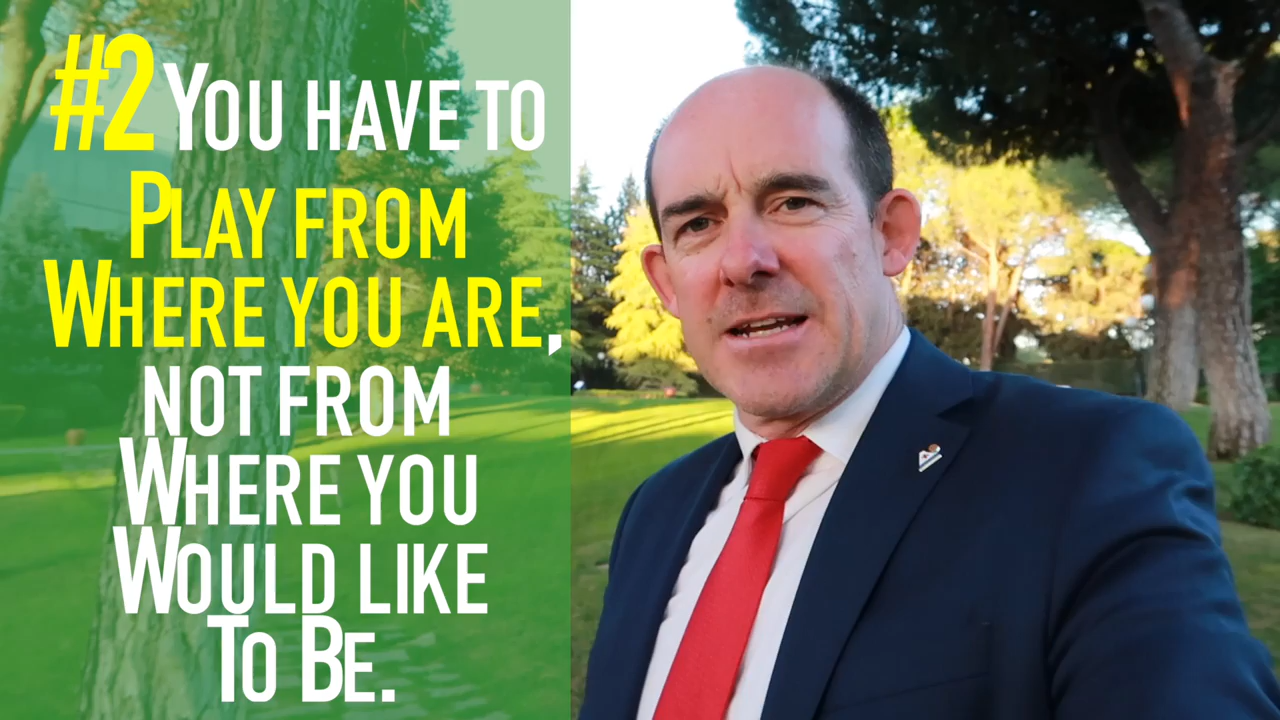 #2 You have to
Play from
Where you are,
not from
Where you
Would like
To Be.